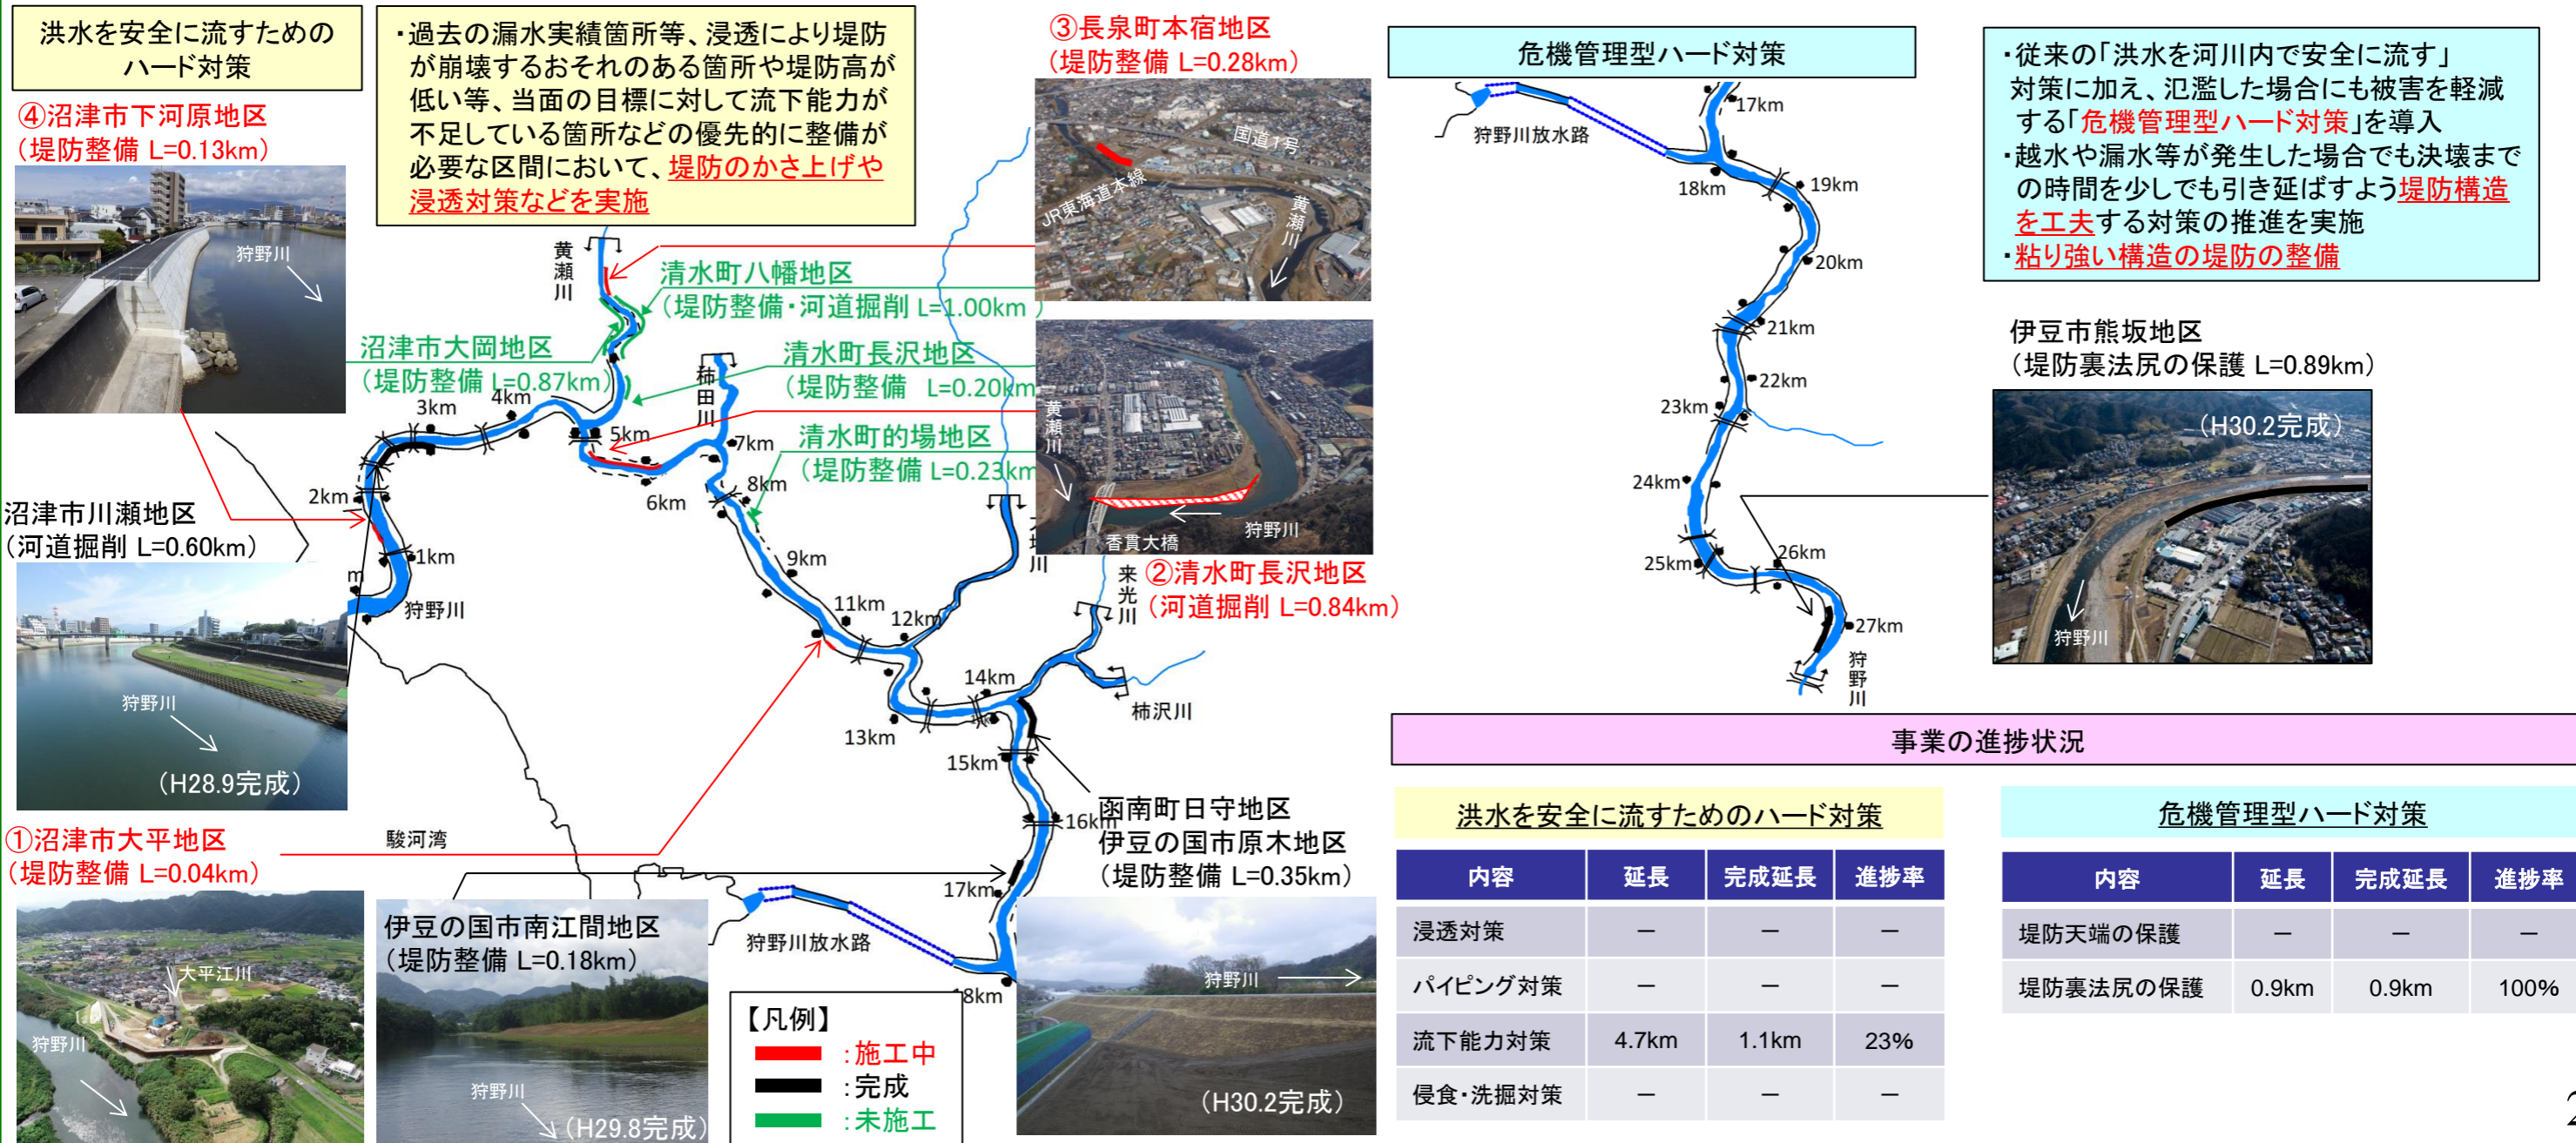 洪水を安全に流すための
ハード対策
・過去の漏水実績箇所等、浸透により堤防
が崩壊するおそれのある箇所や堤防高が
低い等、当面の目標に対して流下能力が
不足している箇所などの優先的に整備が
必要な区間において、堤防のかさ上げや
浸透対策などを実施
④沼津市下河原地区
(堤防整備 L=0.13km)
狩野川
沼津市川瀬地区
(河道掘削 L=0.60km)
狩野川
(H28.9完成)
①沼津市大平地区
(堤防整備 L=0.04km)
大平江川
狩野川
③長泉町本宿地区
(堤防整備 L=0.28km)
国道1号
JR東海道本線
黄瀬川
黄瀬川
清水町八幡地区
(堤防整備・河道掘削 L=1.00km)
沼津市大岡地区
(堤防整備 L=0.87km)
清水町長沢地区
(堤防整備 L=0.20km
柿田川
清水町的場地区
(堤防整備 L=0.23km
黄瀬川
狩野川
香貫大橋
②清水町長沢地区
(河道掘削 L=0.84km)
1km
2km
3km
4km
5km
6km
7km
8km
9km
11km
12km
13km
14km
15km
16km
17km
18km
狩野川
川
来光川
柿沢川
駿河湾
狩野川放水路
函南町日守地区
伊豆の国市原木地区
(堤防整備 L=0.35km)
狩野川
(H30.2完成)
伊豆の国市南江間地区
(堤防整備 L=0.18km)
狩野川
(H29.8完成)
【凡例】
:施工中
:完成
:未施工
危機管理型ハード対策
・従来の「洪水を河川内で安全に流す」
対策に加え、氾濫した場合にも被害を軽減
する「危機管理型ハード対策」を導入
・越水や漏水等が発生した場合でも決壊まで
の時間を少しでも引き延ばすよう堤防構造
を工夫する対策の推進を実施
・粘り強い構造の堤防の整備
狩野川放水路
17km
18km
19km
20km
21km
22km
23km
24km
25km
26km
27km
狩野川
伊豆市熊坂地区
(堤防裏法尻の保護 L=0.89km)
(H30.2完成)
狩野川
事業の進捗状況
洪水を安全に流すためのハード対策
内容 延長 完成延長 進捗率
浸透対策 － － －
パイピング対策 － － －
流下能力対策 4.7km 1.1km 23%
侵食・洗掘対策 － － －
危機管理型ハード対策
内容 延長 完成延長 進捗率
堤防天端の保護 － － －
堤防裏法尻の保護 0.9km 0.9km 100%